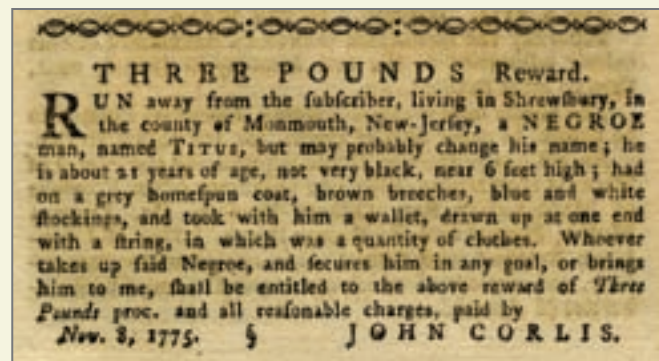 THREE POUNDS Reward.
RUN away from the ſubſcriber, living in Shrewſbury, in
the county of Monmouth, New-Jerſey, a NEGROE
man, named TITUS, but may probably change his name; he
is about 21 years of age, not very black, near 6 feet high; had
on a grey homeſpun coat, brown breeches, blue and white
ſtockings, and took with him a wallet, drawn up at one end
with a ſtring, in which was a quantity of clothes. Whoever
takes up ſaid Negroe, and ſecures him in any goal, or brings
him to me, ſhall be entitled to the above reward of Three
Pounds proc. and all reaſonable charges, paid by
Nov. 8, 1775. § JOHN CORLIS.